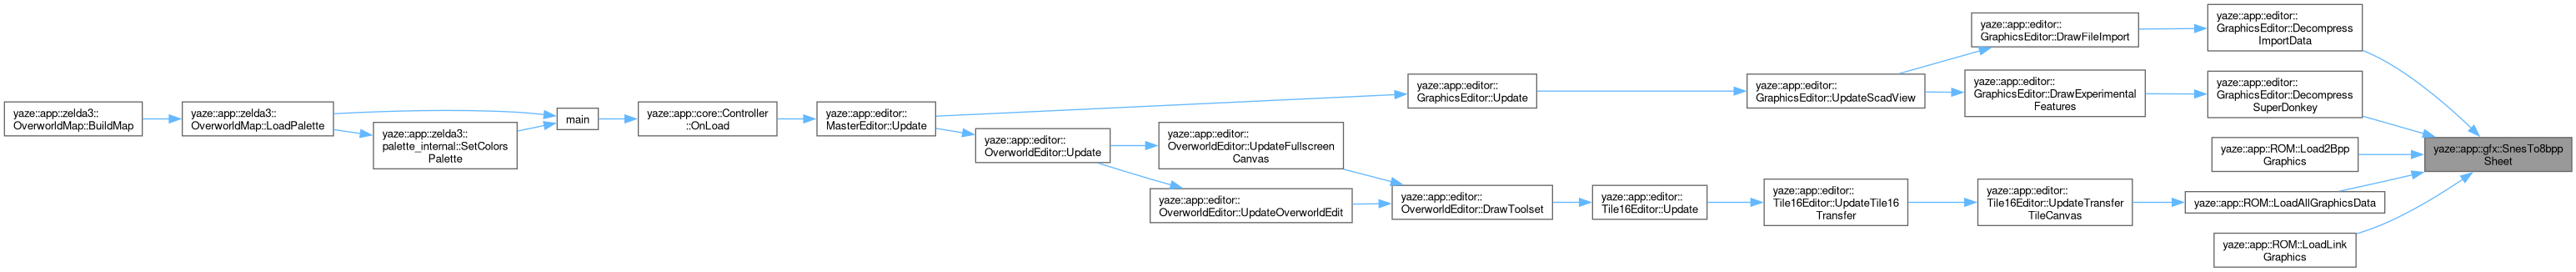 yaze::app::zelda3::
OverworldMap::BuildMap
yaze::app::zelda3::
OverworldMap::LoadPalette
yaze::app::zelda3::
palette_internal::SetColors
Palette
main
yaze::app::core::Controller
::OnLoad
yaze::app::editor::
MasterEditor::Update
yaze::app::editor::
OverworldEditor::Update
yaze::app::editor::
OverworldEditor::UpdateFullscreen
Canvas
yaze::app::editor::
OverworldEditor::UpdateOverworldEdit
yaze::app::editor::
GraphicsEditor::Update
yaze::app::editor::
OverworldEditor::DrawToolset
yaze::app::editor::
Tile16Editor::Update
yaze::app::editor::
GraphicsEditor::UpdateScadView
yaze::app::editor::
Tile16Editor::UpdateTile16
Transfer
yaze::app::editor::
GraphicsEditor::DrawFileImport
yaze::app::editor::
GraphicsEditor::DrawExperimental
Features
yaze::app::editor::
Tile16Editor::UpdateTransfer
TileCanvas
yaze::app::editor::
GraphicsEditor::Decompress
ImportData
yaze::app::editor::
GraphicsEditor::Decompress
SuperDonkey
yaze::app::ROM::Load2Bpp
Graphics
yaze::app::ROM::LoadAllGraphicsData
yaze::app::ROM::LoadLink
Graphics
yaze::app::gfx::SnesTo8bpp
Sheet